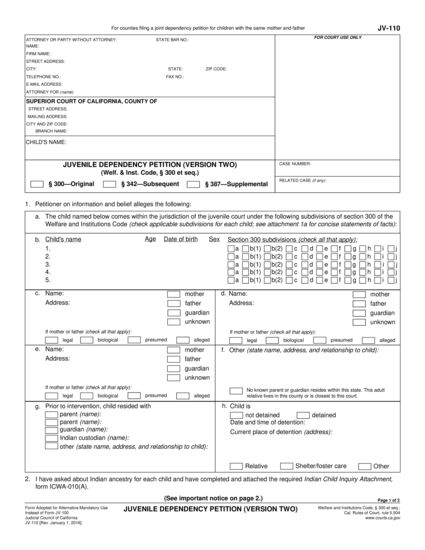 For counties filing a joint dependency petition for children with the same mother and father
JV-110
ATTORNEY OR PARTY WITHOUT ATTORNEY: STATE BAR NO.:
FOR COURT USE ONLY
NAME:
FIRM NAME:
STREET ADDRESS:
CITY: STATE: ZIP CODE:
TELEPHONE NO.: FAX NO.:
E-MAIL ADDRESS:
ATTORNEY FOR (name):
SUPERIOR COURT OF CALIFORNIA, COUNTY OF
STREET ADDRESS:
MAILING ADDRESS:
CITY AND ZIP CODE:
BRANCH NAME:
CHILD'S NAME:
JUVENILE DEPENDENCY PETITION (VERSION TWO)
(Welf. & Inst. Code, § 300 et seq.)
§ 300—Original § 342—Subsequent § 387—Supplemental
CASE NUMBER:
RELATED CASE (if any):
1. Petitioner on information and belief alleges the following:
a. The child named below comes within the jurisdiction of the juvenile court under the following subdivisions of section 300 of the
Welfare and Institutions Code (check applicable subdivisions for each child; see attachment 1a for concise statements of facts):
b. Child's name Age Date of birth Sex Section 300 subdivisions (check all that apply):
1. a b(1) b(2) c d e f g h i j
2. a b(1) b(2) c d e f g h i j
3. a b(1) b(2) c d e f g h i j
4. a b(1) b(2) c d e f g h i j
5. a b(1) b(2) c d e f g h i j
c. Name: mother
Address: father
guardian
unknown
If mother or father (check all that apply):
legal biological presumed alleged
d. Name: mother
Address: father
guardian
unknown
If mother or father (check all that apply):
legal biological presumed alleged
e. Name: mother
Address: father
guardian
unknown
If mother or father (check all that apply):
legal biological presumed alleged
f. Other (state name, address, and relationship to child):
No known parent or guardian resides within this state. This adult
relative lives in this county or is closest to this court.
g. Prior to intervention, child resided with
parent (name):
parent (name):
guardian (name):
Indian custodian (name):
other (state name, address, and relationship to child):
h. Child is
not detained detained
Date and time of detention:
Current place of detention (address):
Relative Shelter/foster care Other
2. I have asked about Indian ancestry for each child and have completed and attached the required Indian Child Inquiry Attachment,
form ICWA-010(A).
(See important notice on page 2.)
Page 1 of 2
Form Adopted for Alternative Mandatory Use
Instead of Form JV-100
Judicial Council of California
JV-110 [Rev. January 1, 2016]
JUVENILE DEPENDENCY PETITION (VERSION TWO)
Welfare and Institutions Code, § 300 et seq.;
Cal. Rules of Court, rule 5.504
www.courts.ca.gov